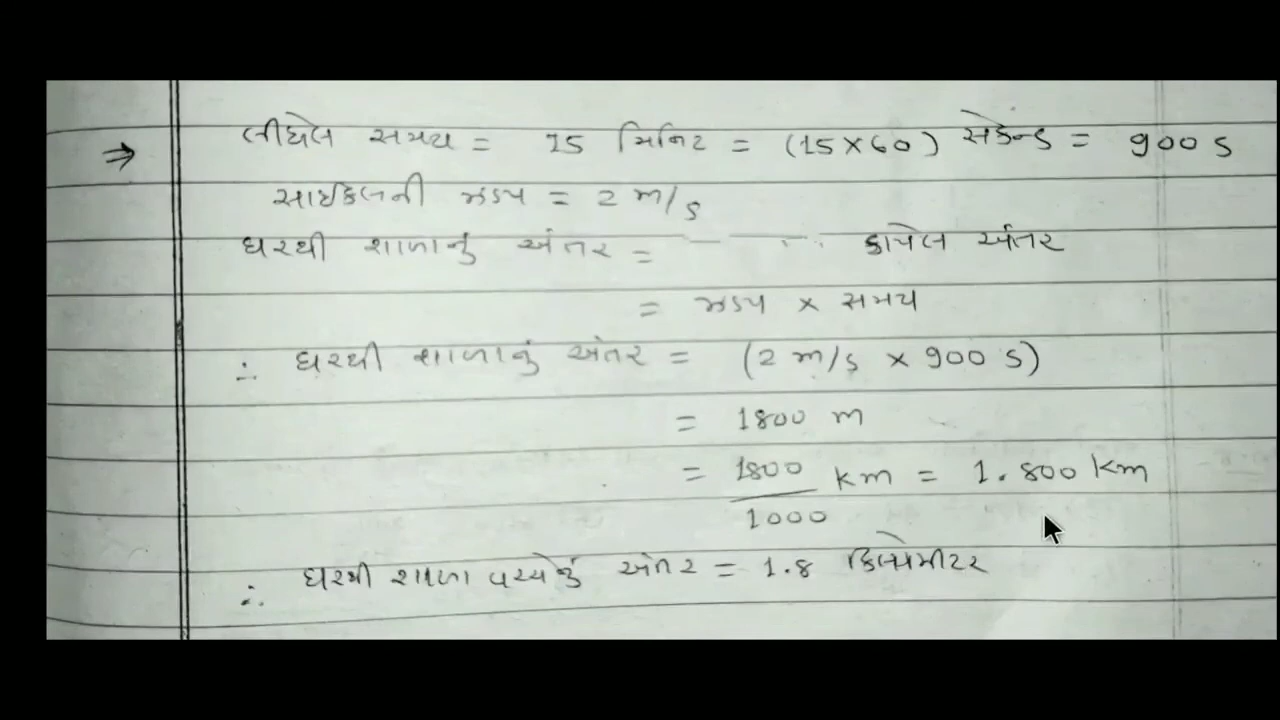 ⇒ લીધેલ સમય = 15 મિનિટ = (15 × 60) સેકન્ડ = 900 s
સાઇકલની ઝડપ = 2 m/s
ઘરથી શાળાનું અંતર = કાપેલ અંતર
= ઝડપ × સમય
∴ ઘરથી શાળાનું અંતર = (2 m/s × 900 s)
= 1800 m
= 1800/1000 km = 1.800 km
∴ ઘરથી શાળા વચ્ચેનું અંતર = 1.8 કિલોમીટર